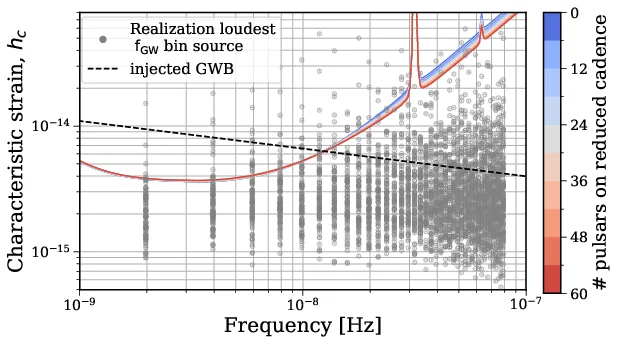 Characteristic strain, h_c
10⁻¹⁴
10⁻¹⁵
Realization loudest
f_GW bin source
injected GWB
10⁻⁹
10⁻⁸
10⁻⁷
Frequency [Hz]
0
12
24
36
48
60
# pulsars on reduced cadence